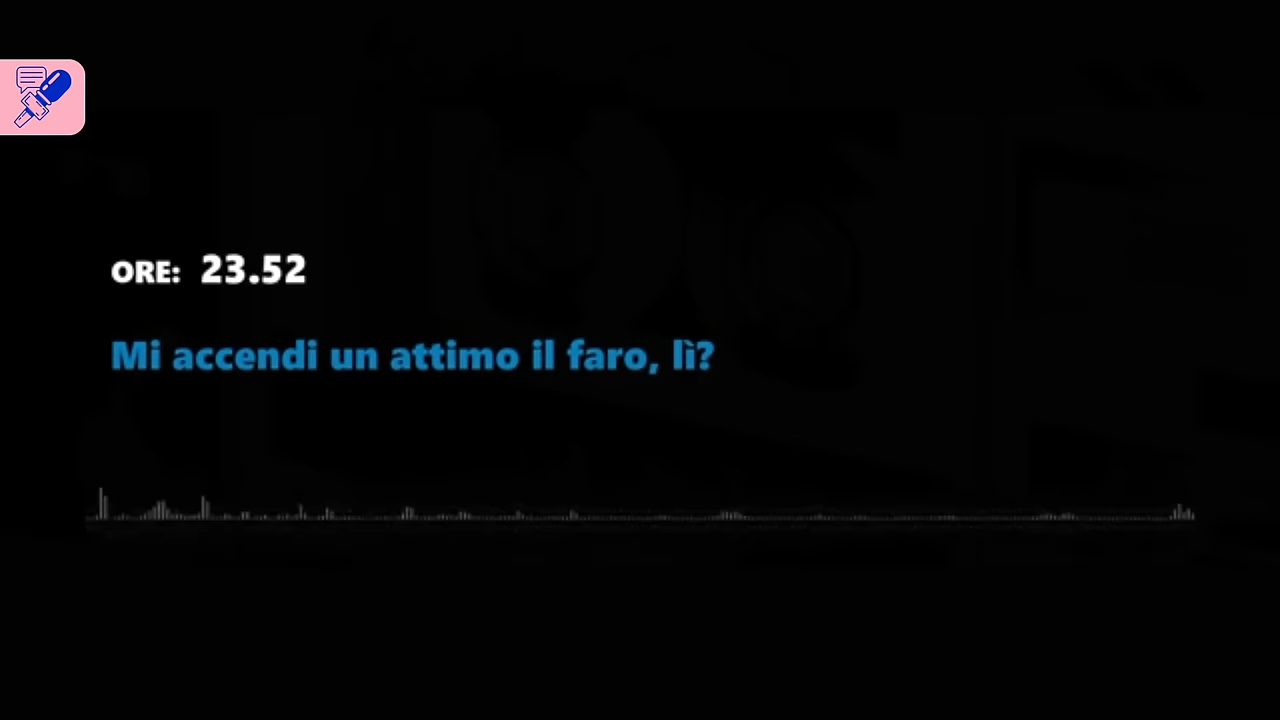 ORE: 23.52
Mi accendi un attimo il faro, lì?